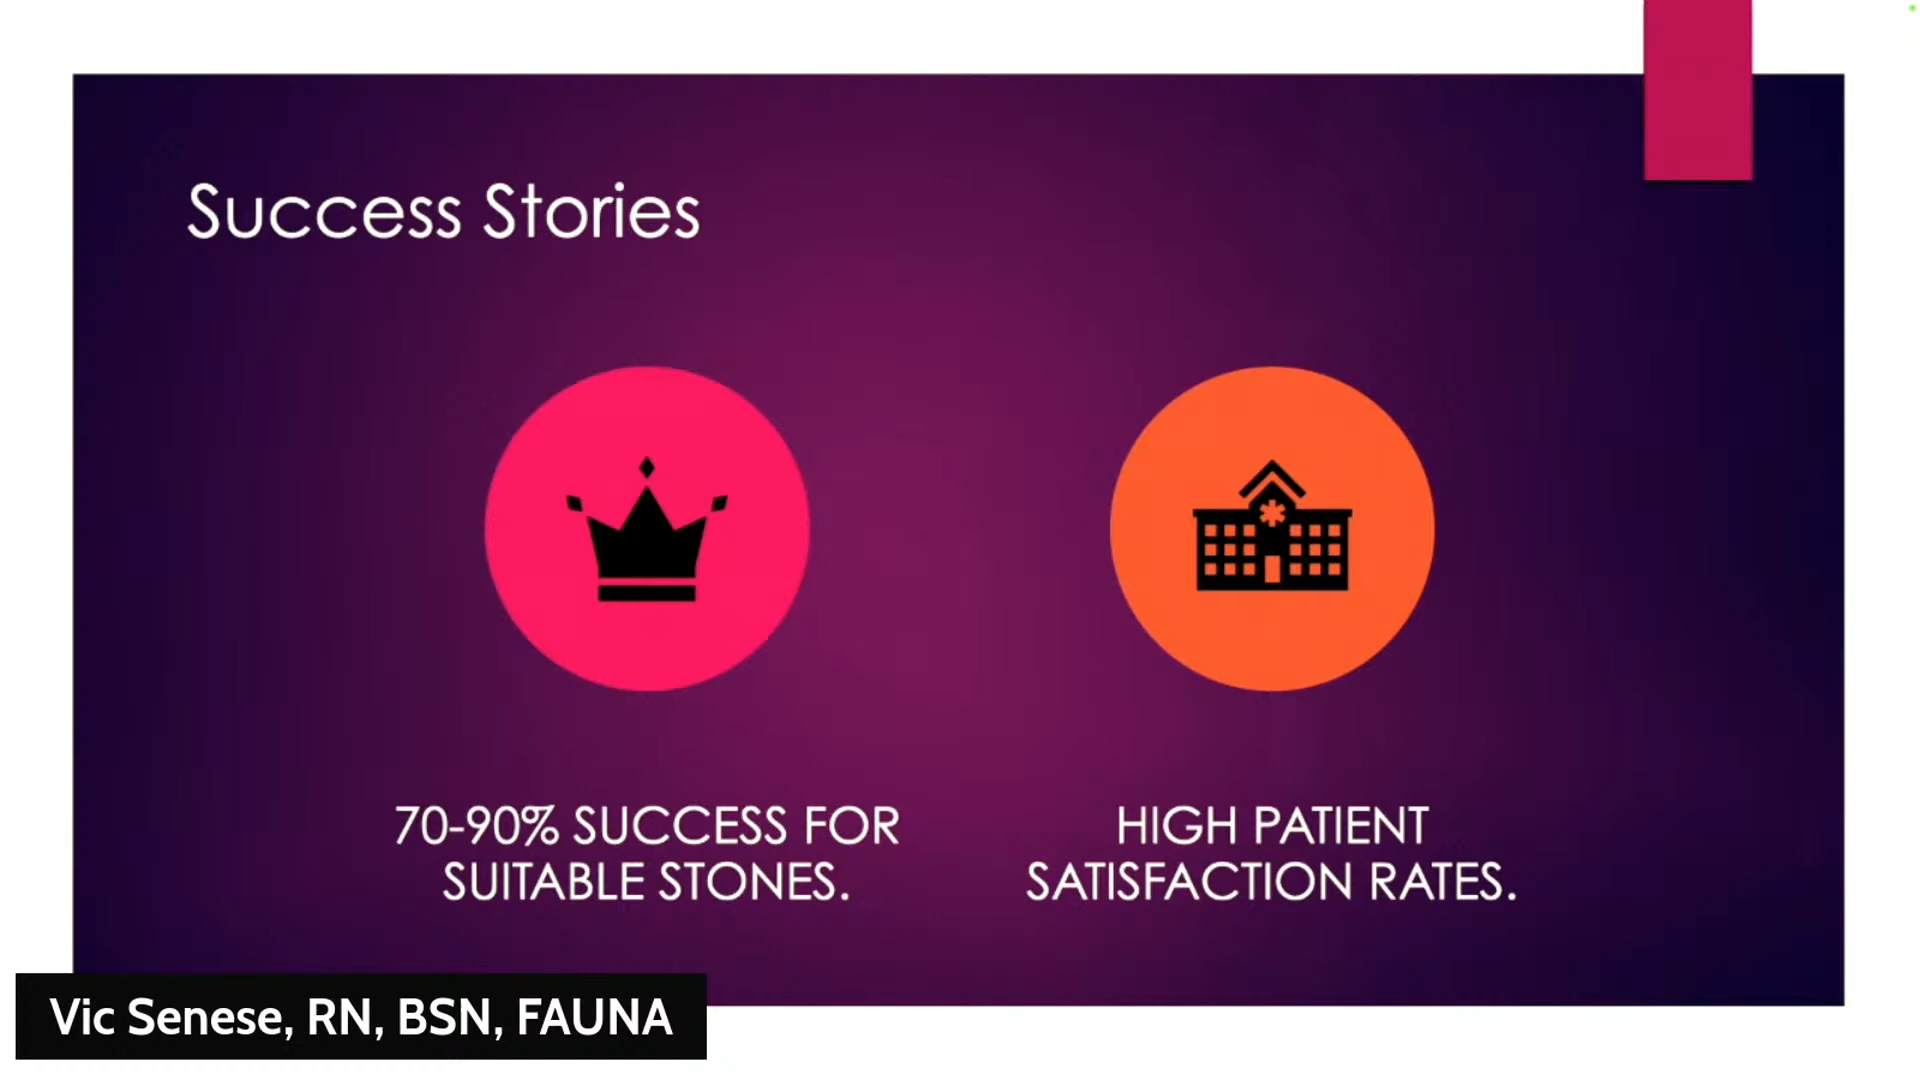 Success Stories
70-90% SUCCESS FOR
SUITABLE STONES.
HIGH PATIENT
SATISFACTION RATES.
Vic Senese, RN, BSN, FAUNA